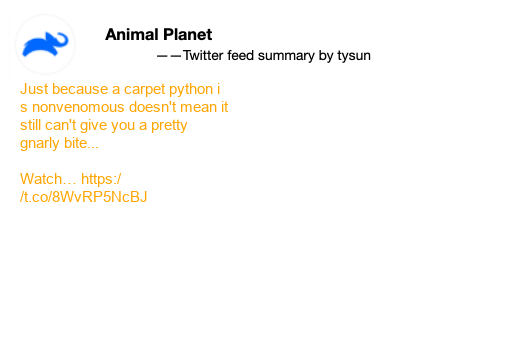 Animal Planet
——Twitter feed summary by tysun
Just because a carpet python i
s nonvenomous doesn't mean it
still can't give you a pretty
gnarly bite...
Watch… https:/
/t.co/8WvRP5NcBJ